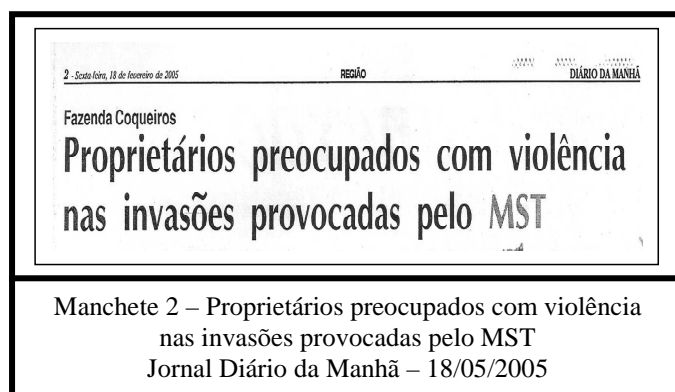 2 - Sexta-feira, 18 de fevereiro de 2005 REGIÃO DIÁRIO DA MANHÃ
Fazenda Coqueiros
Proprietários preocupados com violência
nas invasões provocadas pelo MST
Manchete 2 – Proprietários preocupados com violência
nas invasões provocadas pelo MST
Jornal Diário da Manhã – 18/05/2005